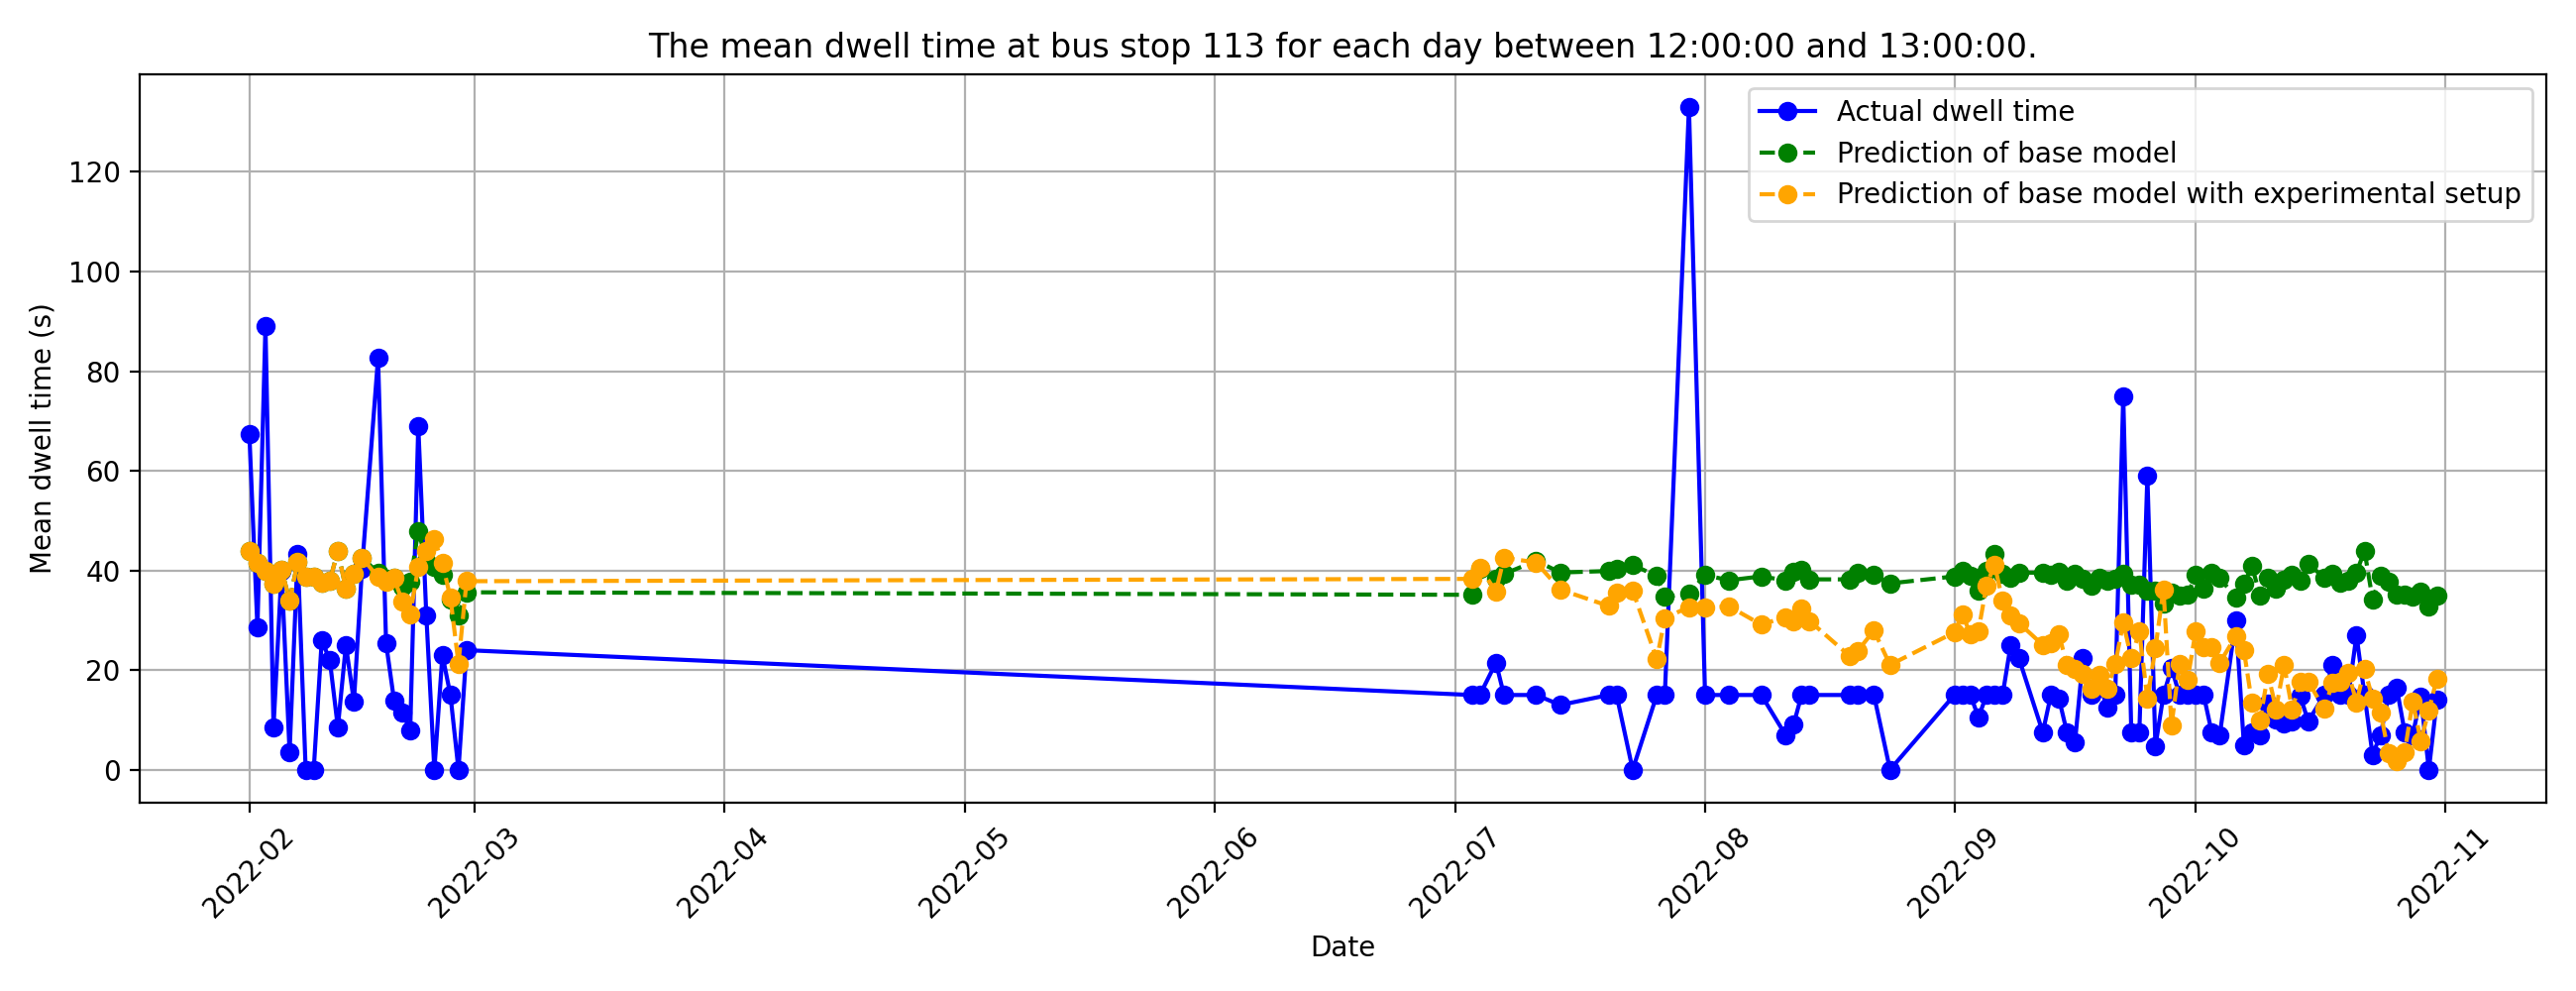 The mean dwell time at bus stop 113 for each day between 12:00:00 and 13:00:00.
Actual dwell time
Prediction of base model
Prediction of base model with experimental setup
Mean dwell time (s)
120
100
80
60
40
20
0
2022-02
2022-03
2022-04
2022-05
2022-06
2022-07
2022-08
2022-09
2022-10
2022-11
Date